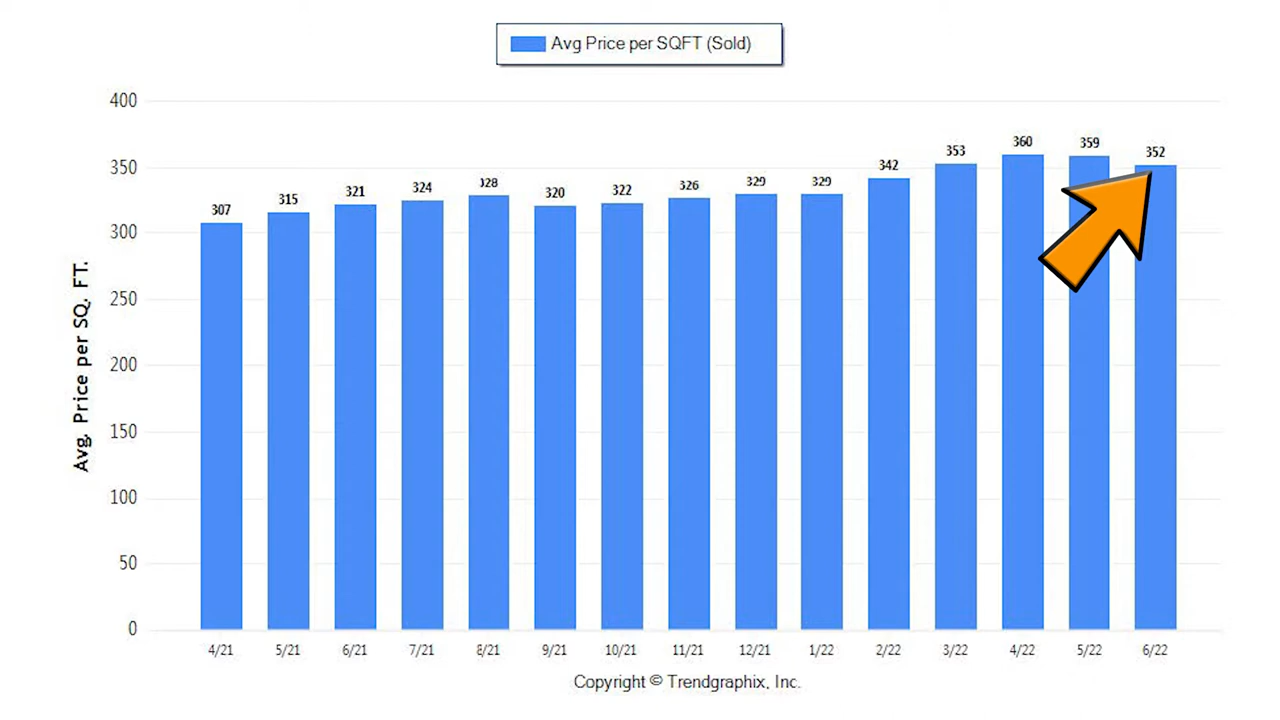 Avg Price per SQFT (Sold)
400
350
300
250
200
150
100
50
0
Avg. Price per SQ. FT.
307 315 321 324 328 320 322 326 329 329 342 353 360 359 352
4/21 5/21 6/21 7/21 8/21 9/21 10/21 11/21 12/21 1/22 2/22 3/22 4/22 5/22 6/22
Copyright © Trendgraphix, Inc.